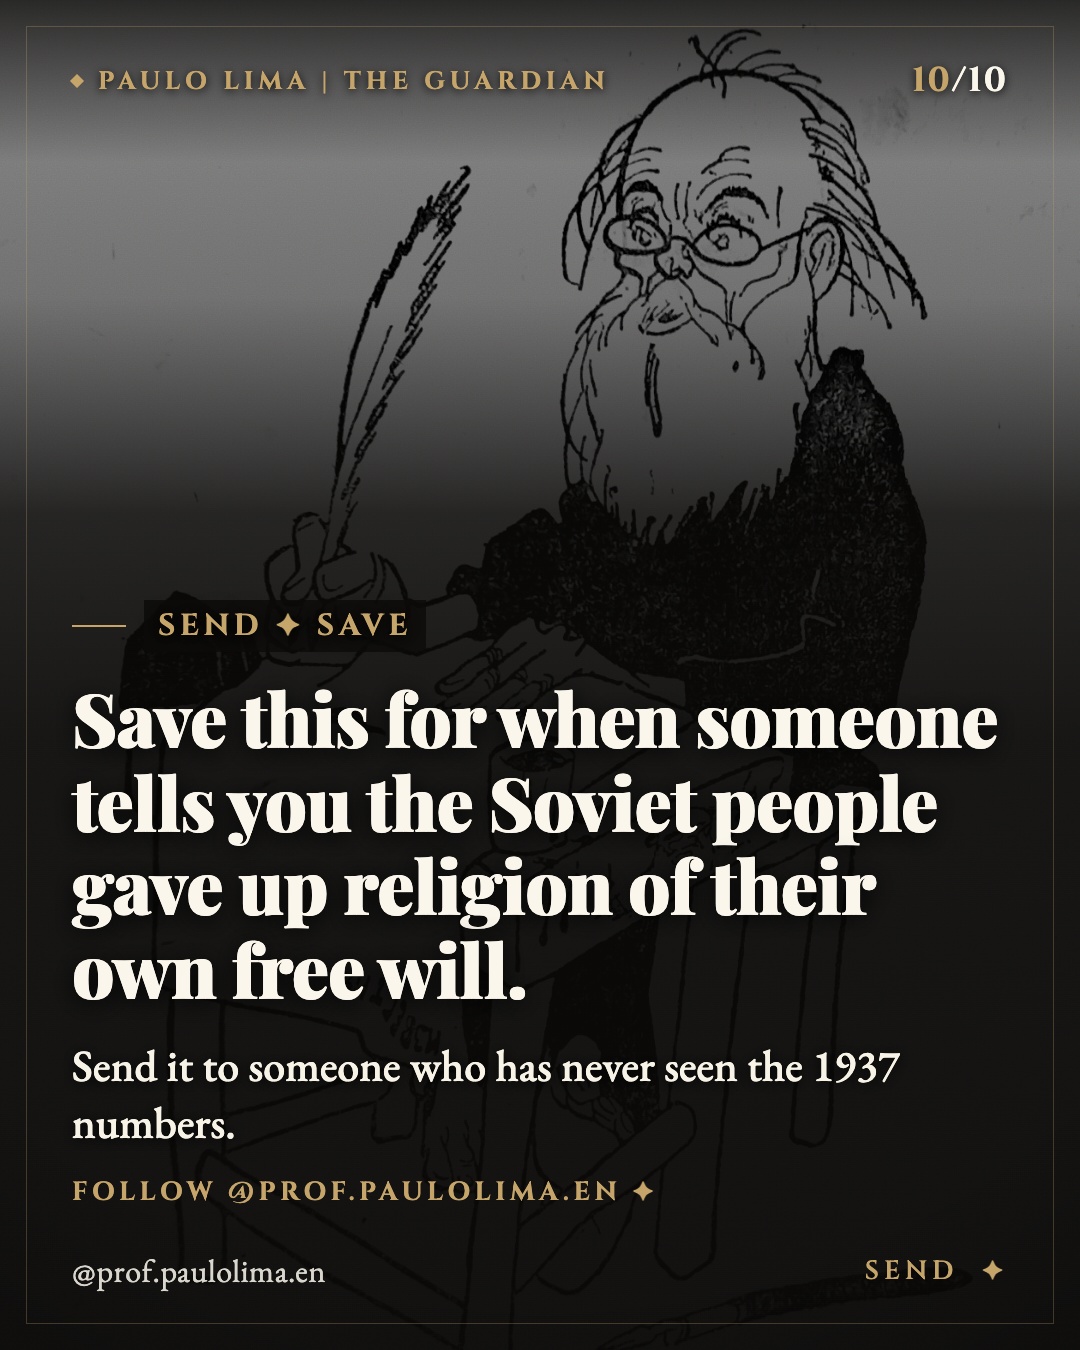 ◆ PAULO LIMA | THE GUARDIAN
10/10
SEND ✦ SAVE
Save this for when someone
tells you the Soviet people
gave up religion of their
own free will.
Send it to someone who has never seen the 1937
numbers.
FOLLOW @PROF.PAULOLIMA.EN ✦
@prof.paulolima.en
SEND ✦